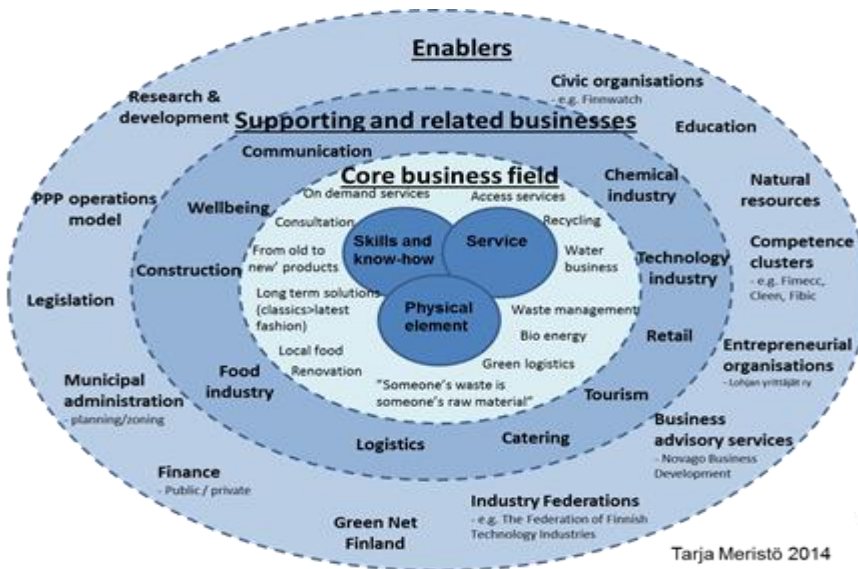 Enablers
Civic organisations
- e.g. Finnwatch
Research &
development
Education
Supporting and related businesses
Communication
Core business field
Chemical
industry
Natural
resources
PPP operations
model
Wellbeing
On demand services
Access services
Consultation
Recycling
Skills and
know-how
Service
From old to
new' products
Water
business
Competence
clusters
- e.g. Fimecc,
Cleen, Fibic
Construction
Technology
industry
Legislation
Long term solutions
(classics>latest
fashion)
Physical
element
Waste management
Bio energy
Retail
Local food
Renovation
Green logistics
Entrepreneurial
organisations
- Lohjan yrittäjät ry
Food
industry
"Someone's waste is
someone's raw material"
Tourism
Municipal
administration
- planning/zoning
Business
advisory services
- Novago Business
Development
Logistics
Catering
Finance
- Public / private
Industry Federations
- e.g. The Federation of Finnish
Technology Industries
Green Net
Finland
Tarja Meristö 2014